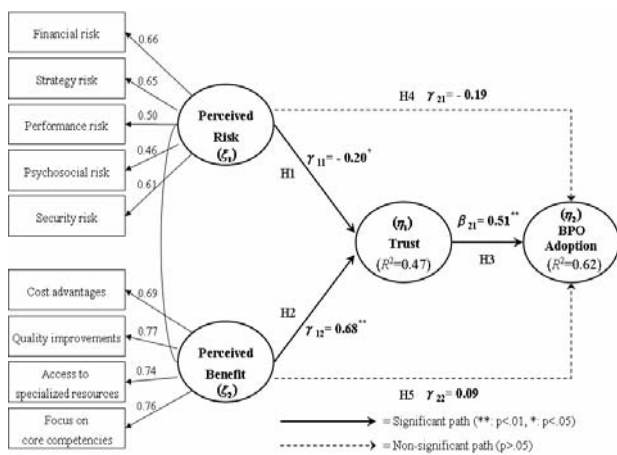 Financial risk
0.66
Strategy risk
0.65
Performance risk
0.50
Psychosocial risk
0.46
Security risk
0.61
Perceived
Risk
(ξ₁)
H4 γ₂₁= - 0.19
γ₁₁= - 0.20*
H1
(η₁)
Trust
(R²=0.47)
β₂₁= 0.51**
H3
(η₂)
BPO
Adoption
(R²=0.62)
Cost advantages
0.69
Quality improvements
0.77
Access to
specialized resources
0.74
Focus on
core competencies
0.76
Perceived
Benefit
(ξ₂)
H2
γ₁₂= 0.68**
H5 γ₂₂= 0.09
= Significant path (**: p<.01, *: p<.05)
= Non-significant path (p>.05)